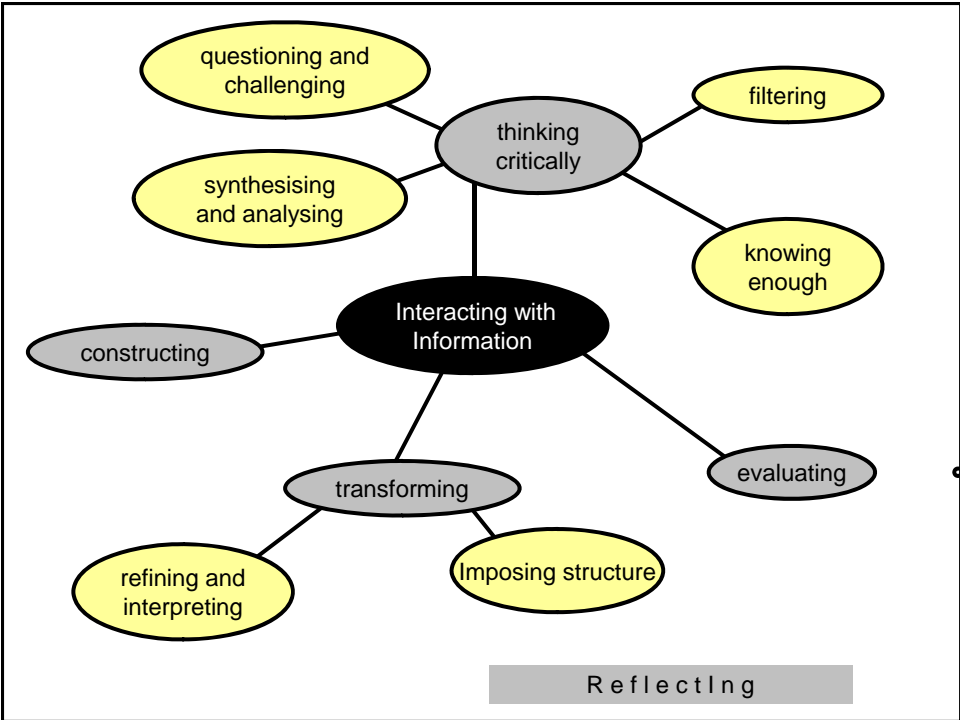 questioning and
challenging
filtering
thinking
critically
synthesising
and analysing
knowing
enough
Interacting with
Information
constructing
evaluating
transforming
Imposing structure
refining and
interpreting
R e f l e c t I n g